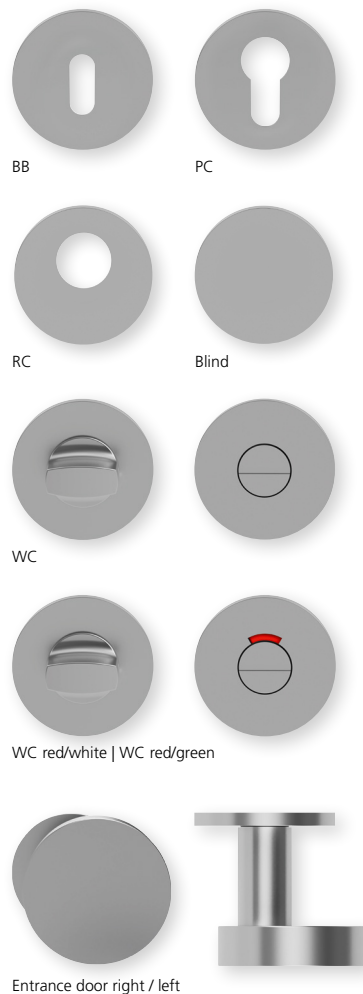 BB
PC
RC
Blind
WC
WC red/white | WC red/green
Entrance door right / left